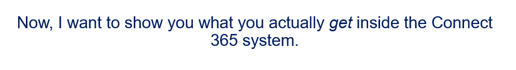 Now, I want to show you what you actually get inside the Connect
365 system.